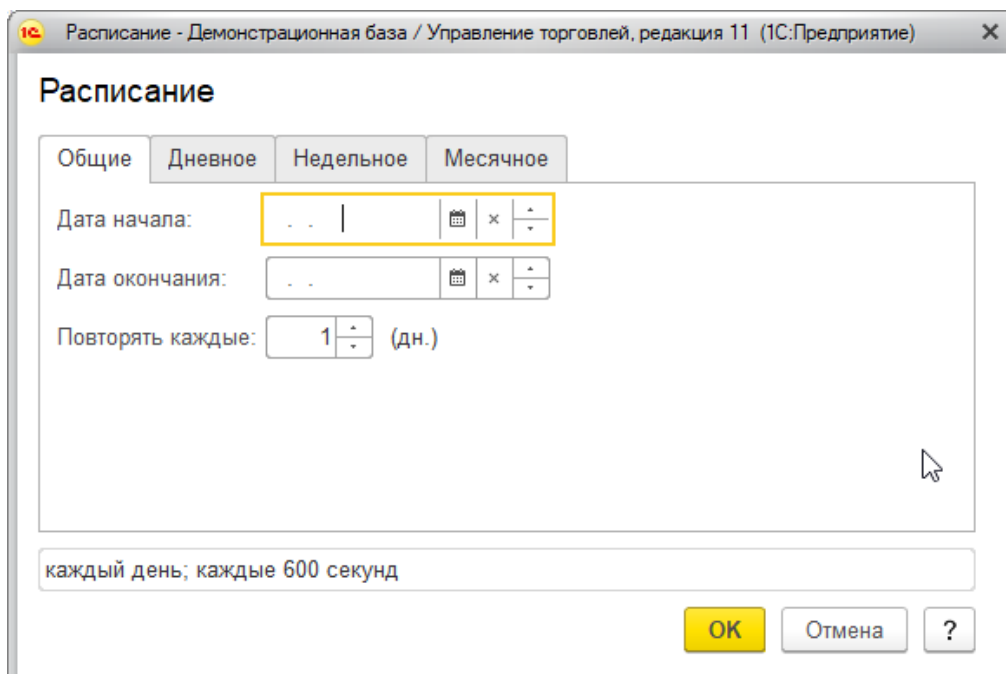 1С Расписание - Демонстрационная база / Управление торговлей, редакция 11 (1С:Предприятие)
Расписание
Общие Дневное Недельное Месячное
Дата начала: . .
Дата окончания: . .
Повторять каждые: 1 (дн.)
каждый день; каждые 600 секунд
OK Отмена ?